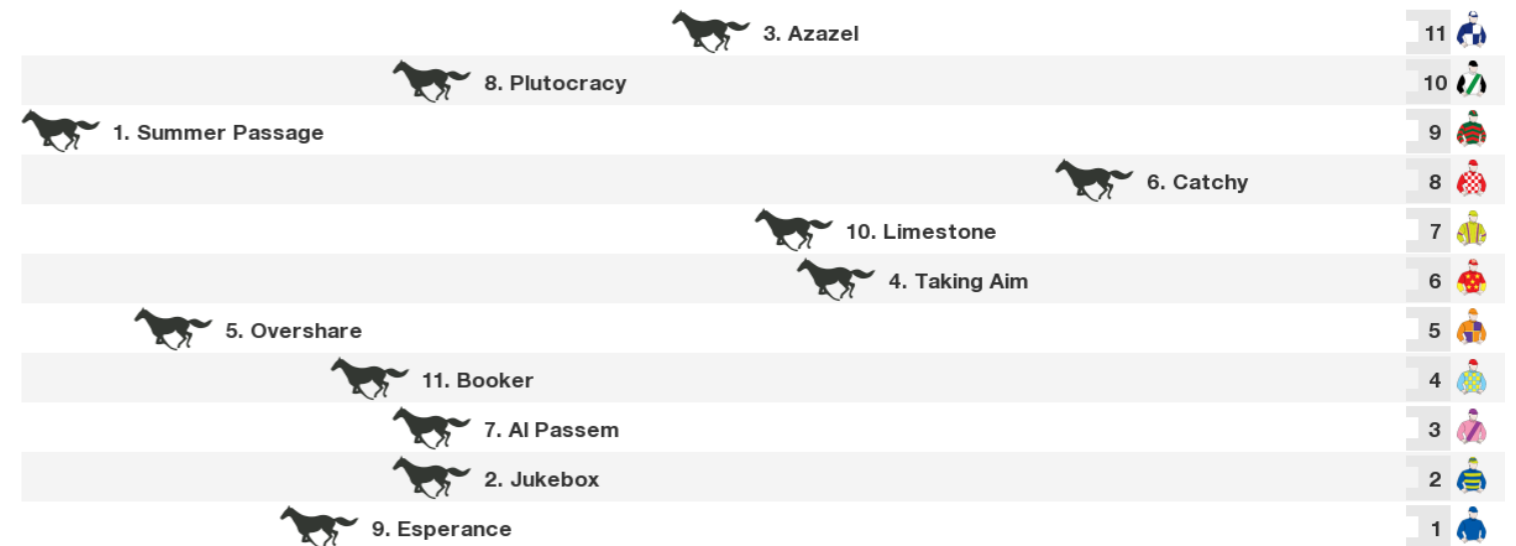 3. Azazel 11
8. Plutocracy 10
1. Summer Passage 9
6. Catchy 8
10. Limestone 7
4. Taking Aim 6
5. Overshare 5
11. Booker 4
7. Al Passem 3
2. Jukebox 2
9. Esperance 1